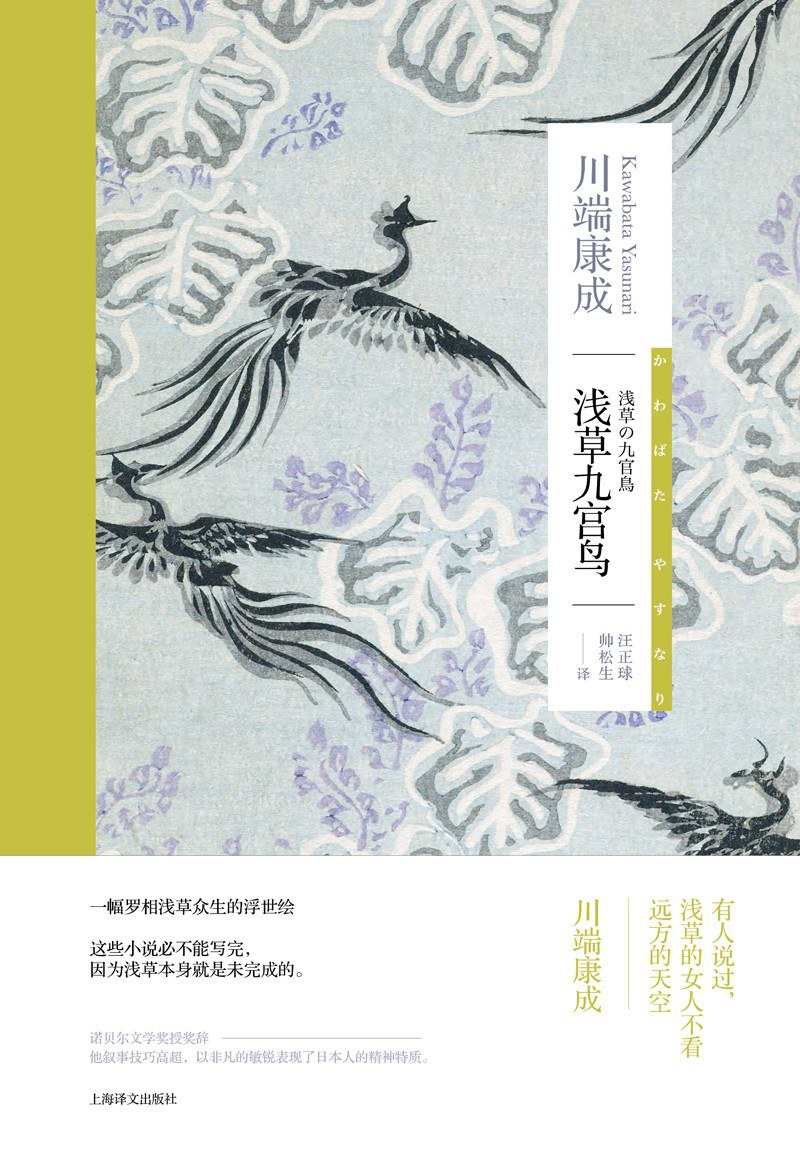 川端康成
Kawabata Yasunari
かわばた やすなり
浅草の九官鳥
浅草九宫鸟
汪正球
帅松生
译
一幅罗相浅草众生的浮世绘
这些小说必不能写完，
因为浅草本身就是未完成的。
诺贝尔文学奖授奖辞
他叙事技巧高超，以非凡的敏锐表现了日本人的精神特质。
上海译文出版社
有人说过，
浅草的女人不看
远方的天空
川端康成